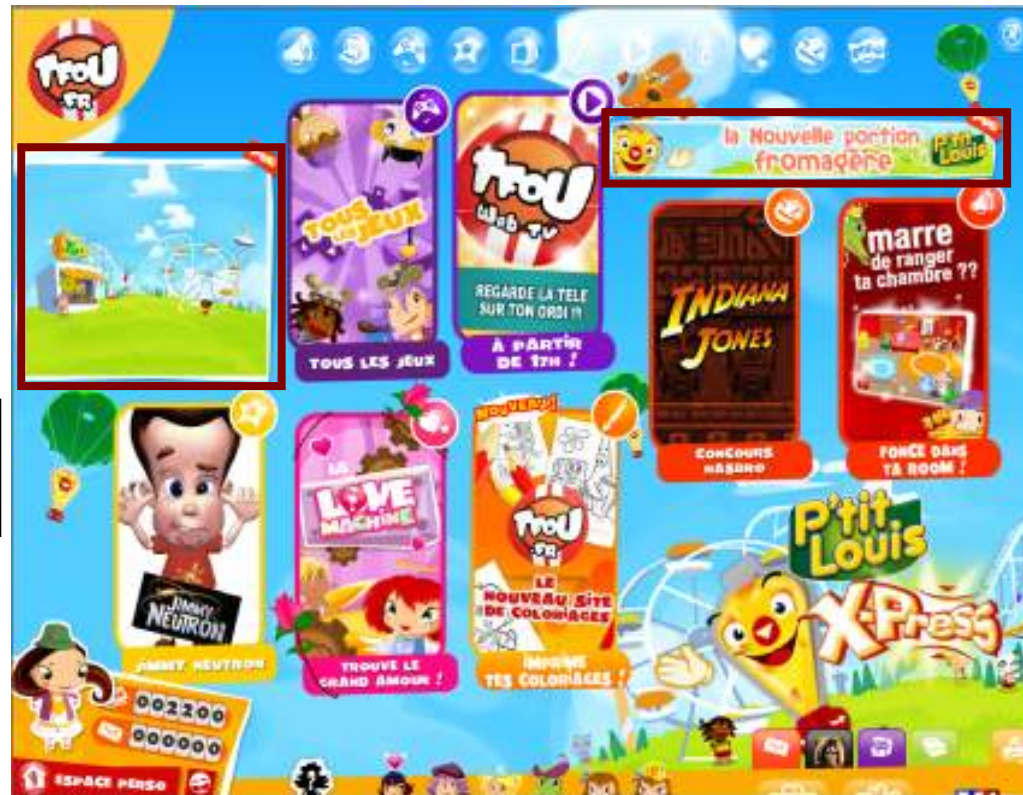 TFOU
.FR
la Nouvelle portion
fromagère
P'tit
Louis
TOUS
LES JEUX
TFOU
Web TV
REGARDE LA TELE
SUR TON ORDI !!!
TOUS LES JEUX
À PARTIR
DE 17H !
INDIANA
JONES
marre
de ranger
ta chambre ??
CONCOURS
HASBRO
FONCE DANS
TA ROOM !
NOUVEAU!
LA
LOVE
MACHINE
TFOU
.FR
LE
NOUVEAU SITE
DE COLORIAGES
JIMMY
NEUTRON
JIMMY NEUTRON
TROUVE LE
GRAND AMOUR !
IMPRIME
TES COLORIAGES !
P'tit
Louis
X-Press
002200
000000
ESPACE PERSO
TF1